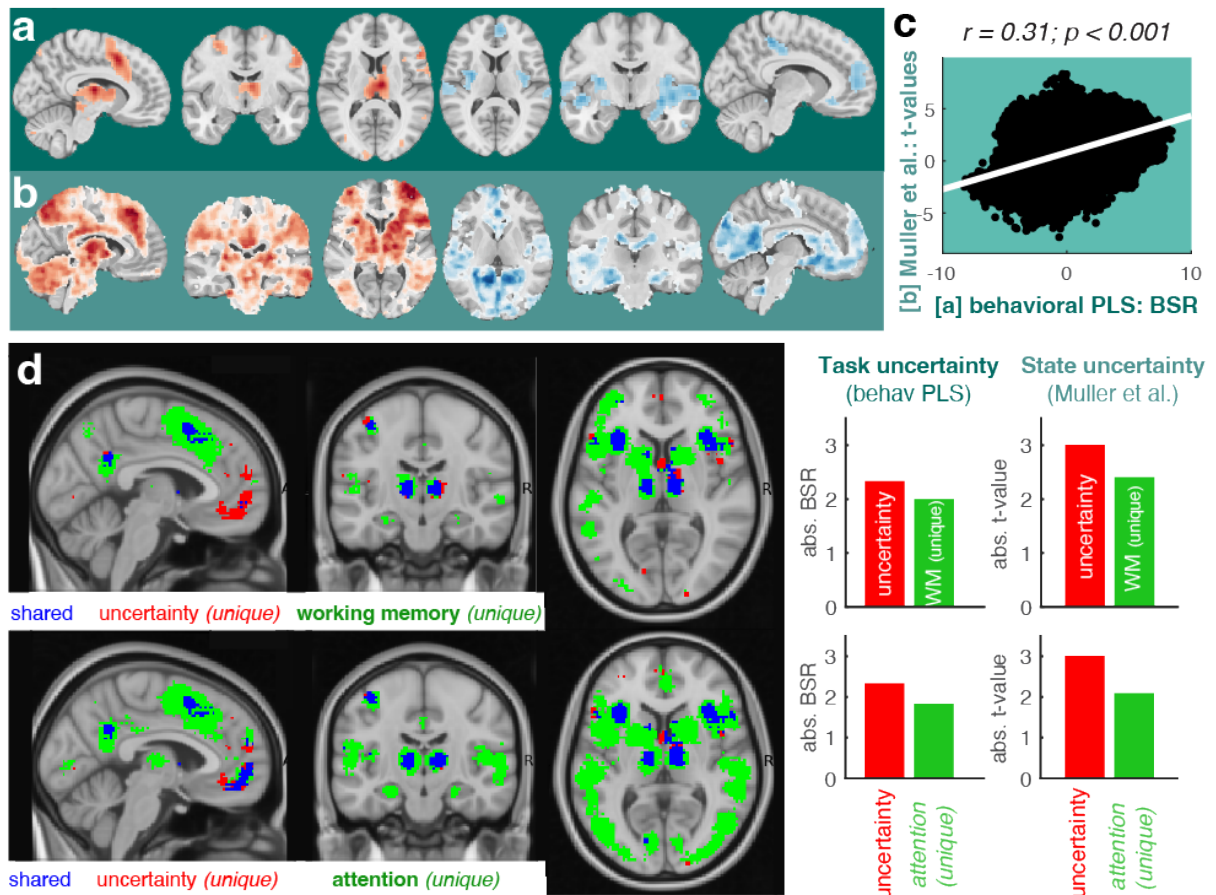 a
b
c
r = 0.31; p < 0.001
[b] Muller et al.: t-values
5
0
-5
-10
0
10
[a] behavioral PLS: BSR
d
R
R
shared uncertainty (unique) working memory (unique)
R
R
shared uncertainty (unique) attention (unique)
Task uncertainty
(behav PLS)
State uncertainty
(Muller et al.)
abs. BSR
3
2
1
0
uncertainty
WM (unique)
abs. t-value
3
2
1
0
uncertainty
WM (unique)
abs. BSR
3
2
1
0
uncertainty
attention
(unique)
abs. t-value
3
2
1
0
uncertainty
attention
(unique)